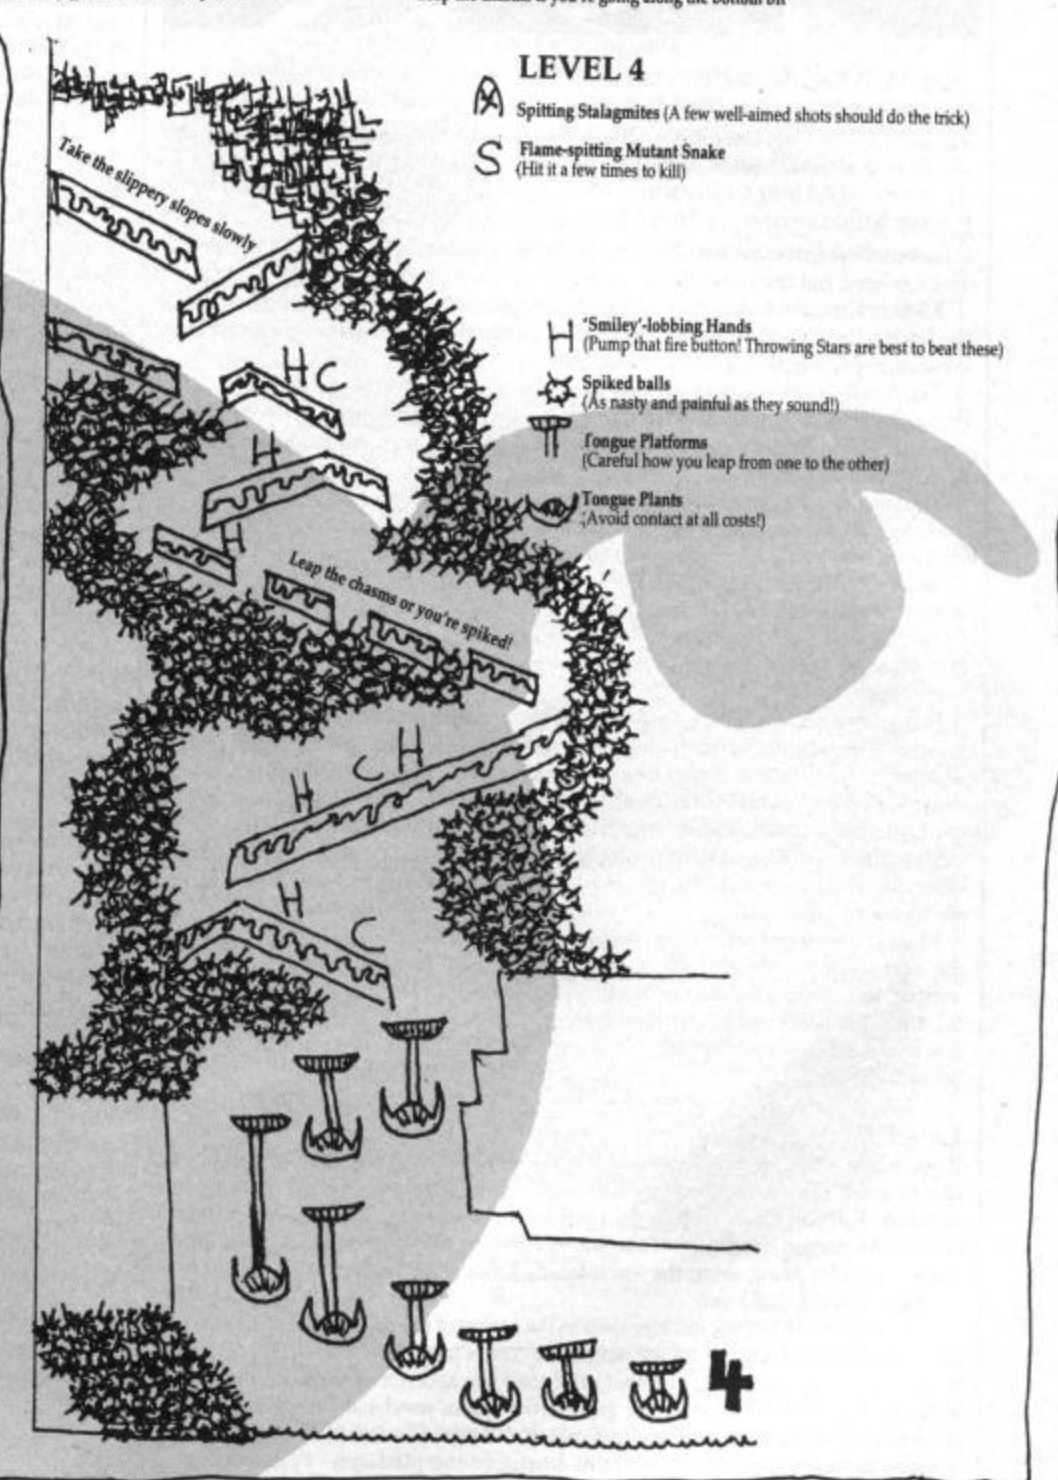 LEVEL 4
Spitting Stalagmites (A few well-aimed shots should do the trick)
S Flame-spitting Mutant Snake
(Hit it a few times to kill)
Take the slippery slopes slowly
H 'Smiley'-lobbing Hands
(Pump that fire button! Throwing Stars are best to beat these)
H C
Spiked balls
(As nasty and painful as they sound!)
Tongue Platforms
(Careful how you leap from one to the other)
H
Tongue Plants
(Avoid contact at all costs!)
H
Leap the chasms or you're spiked!
C H
H
H
C
4